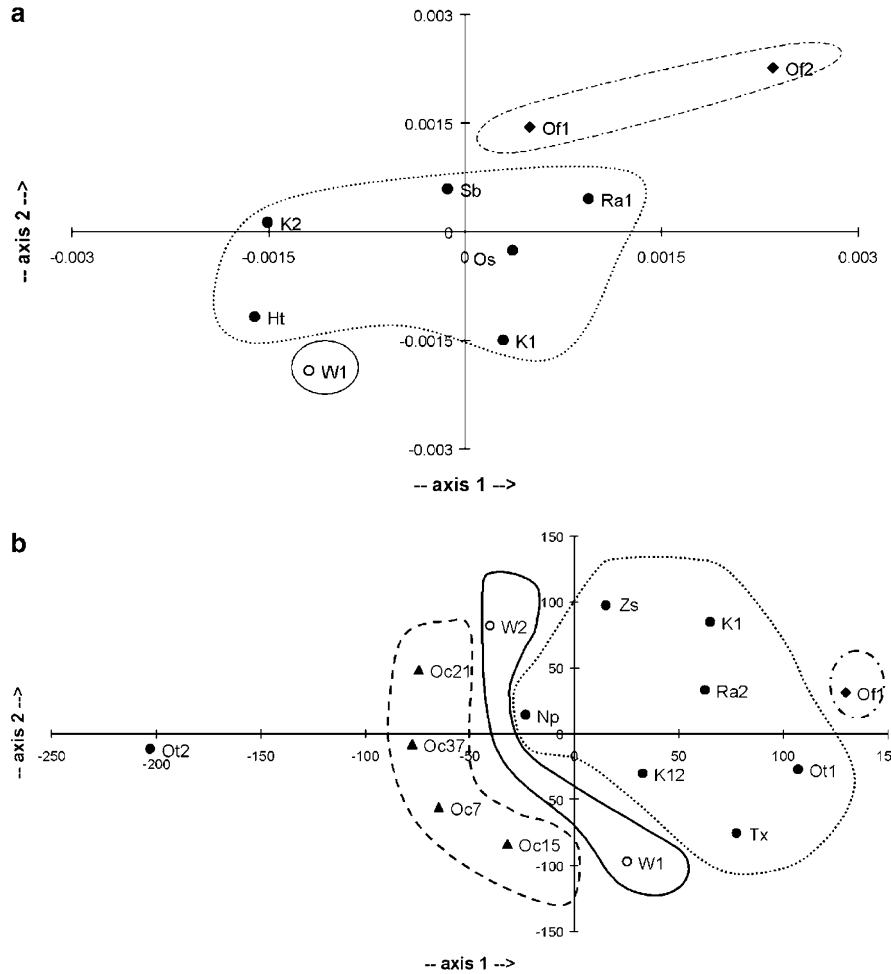 a
0.003
Of2
0.0015
Of1
Sb
Ra1
K2
-- axis 2 -->
0
-0.003
-0.0015
0
0.0015
0.003
Os
Ht
K1
-0.0015
W1
-0.003
-- axis 1 -->
b
150
100
Zs
W2
K1
50
Oc21
Ra2
Of1
Np
-- axis 2 -->
Oc37
0
-250
-200
-150
-100
-50
0
50
100
15
Ot2
K12
Ot1
-50
Oc7
Tx
Oc15
-100
W1
-150
-- axis 1 -->